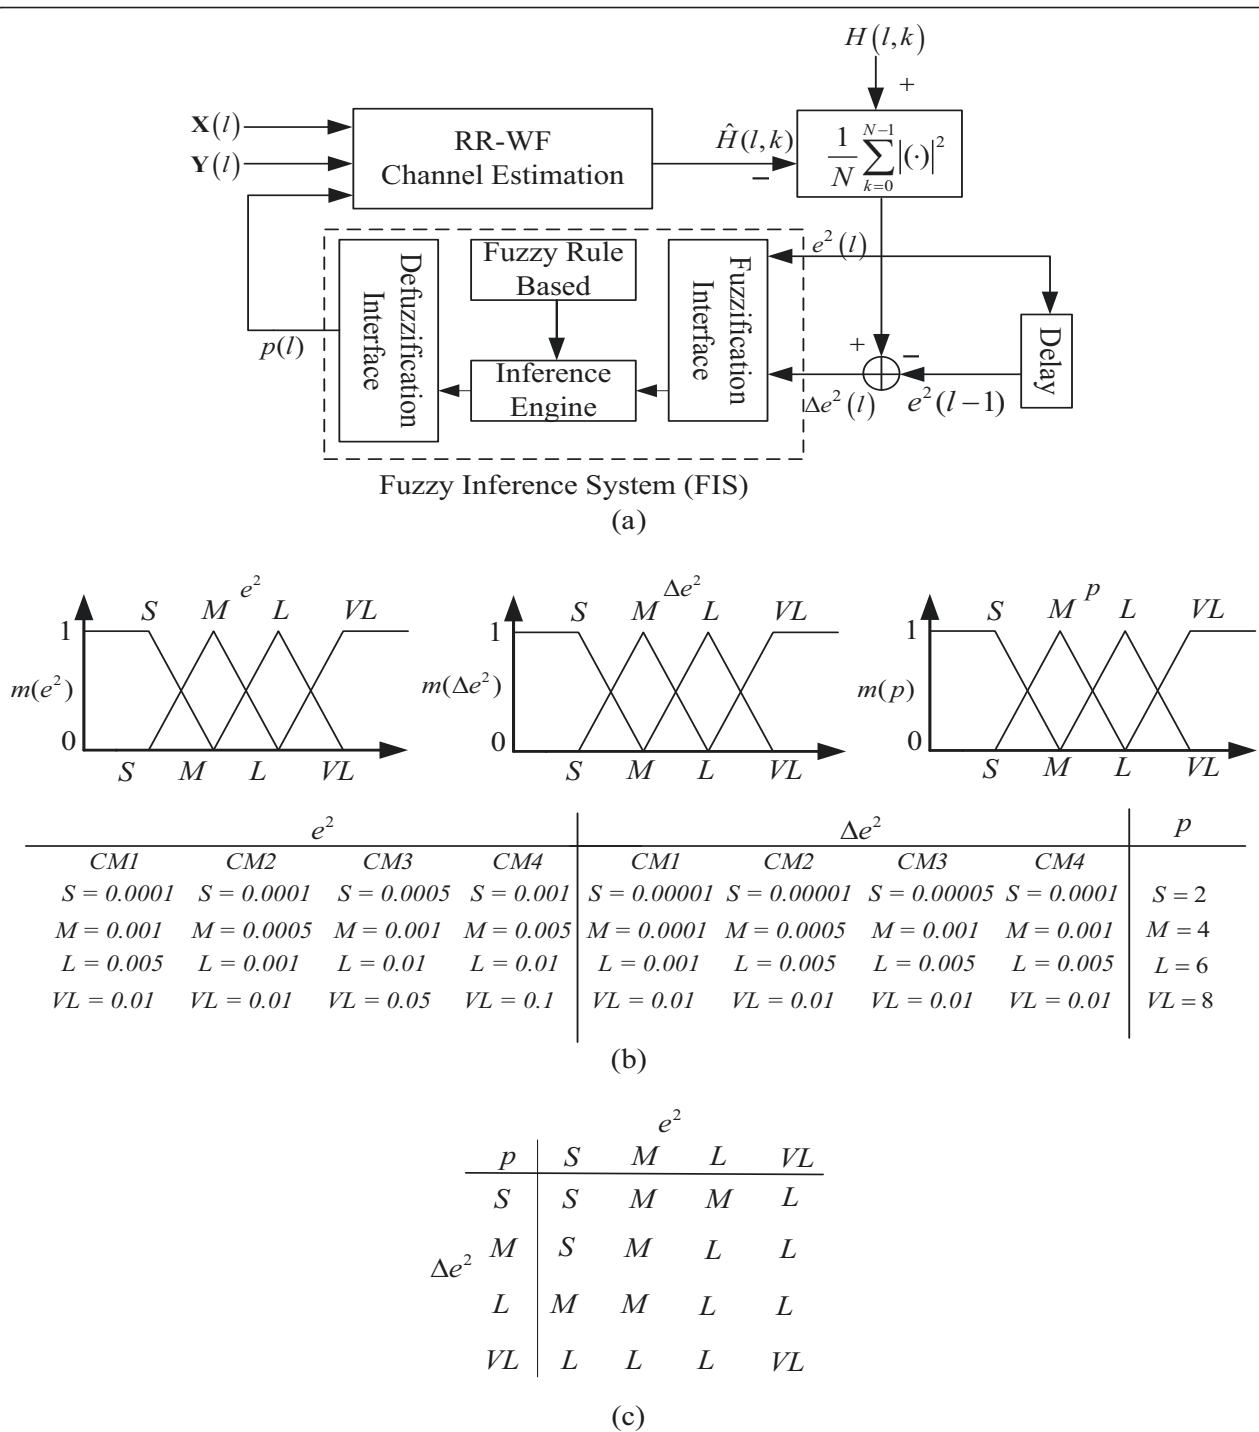 H(l,k)
+
X(l)
Y(l)
RR-WF
Channel Estimation
Ĥ(l,k)
−
1/N ∑_{k=0}^{N−1} |(·)|²
e²(l)
Defuzzification
Interface
Fuzzy Rule
Based
Fuzzification
Interface
Inference
Engine
p(l)
+
−
Δe²(l)
e²(l−1)
Delay
Fuzzy Inference System (FIS)
(a)
e²
S M L VL
1
m(e²)
0
S M L VL
Δe²
S M L VL
1
m(Δe²)
0
S M L VL
p
S M L VL
1
m(p)
0
S M L VL
e² Δe² p
CM1 CM2 CM3 CM4 CM1 CM2 CM3 CM4
S = 0.0001 S = 0.0001 S = 0.0005 S = 0.001 S = 0.00001 S = 0.00001 S = 0.00005 S = 0.0001 S = 2
M = 0.001 M = 0.0005 M = 0.001 M = 0.005 M = 0.0001 M = 0.0005 M = 0.001 M = 0.001 M = 4
L = 0.005 L = 0.001 L = 0.01 L = 0.01 L = 0.001 L = 0.005 L = 0.005 L = 0.005 L = 6
VL = 0.01 VL = 0.01 VL = 0.05 VL = 0.1 VL = 0.01 VL = 0.01 VL = 0.01 VL = 0.01 VL = 8
(b)
e²
p S M L VL
S S M M L
Δe²
M S M L L
L M M L L
VL L L L VL
(c)